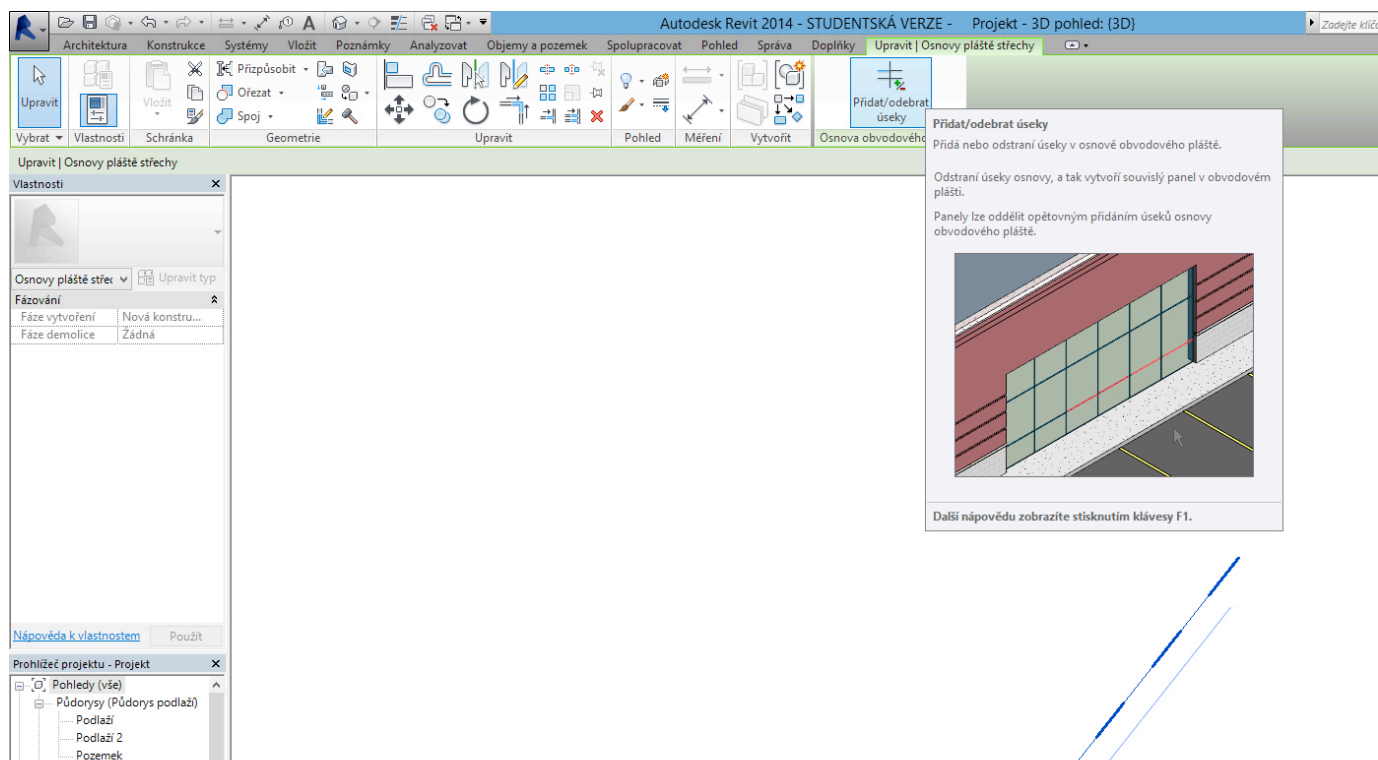 Autodesk Revit 2014 - STUDENTSKÁ VERZE - Projekt - 3D pohled: {3D}
Zadejte klíč
Architektura Konstrukce Systémy Vložit Poznámky Analyzovat Objemy a pozemek Spolupracovat Pohled Správa Doplňky Upravit | Osnovy pláště střechy
Upravit
Vložit
Přizpůsobit
Ořezat
Spoj
Přidat/odebrat
úseky
Vybrat Vlastnosti Schránka Geometrie Upravit Pohled Měření Vytvořit Osnova obvodového
Přidat/odebrat úseky
Přidá nebo odstraní úseky v osnově obvodového pláště.
Odstraní úseky osnovy, a tak vytvoří souvislý panel v obvodovém
plášti.
Panely lze oddělit opětovným přidáním úseků osnovy
obvodového pláště.
Další nápovědu zobrazíte stisknutím klávesy F1.
Upravit | Osnovy pláště střechy
Vlastnosti
Osnovy pláště střec Upravit typ
Fázování
Fáze vytvoření Nová konstru...
Fáze demolice Žádná
Nápověda k vlastnostem Použít
Prohlížeč projektu - Projekt
Pohledy (vše)
Půdorysy (Půdorys podlaží)
Podlaží
Podlaží 2
Pozemek